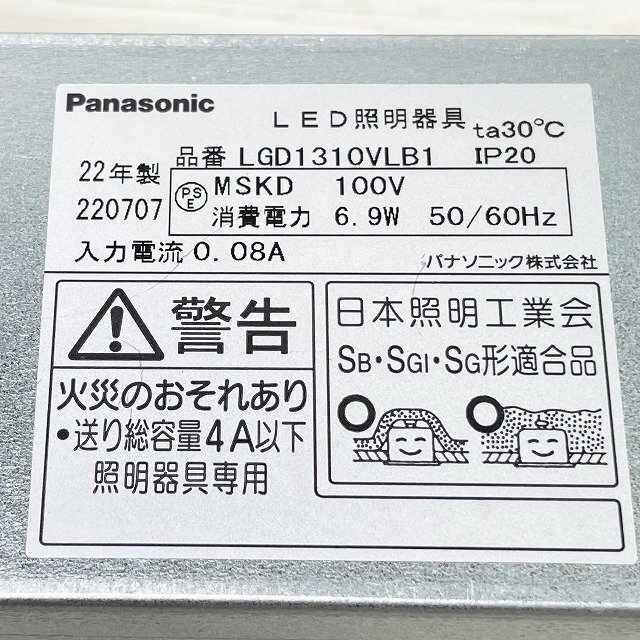 Panasonic LED照明器具 ta30℃
22年製 品番 LGD1310VLB1 IP20
220707 PSE MSKD 100V
消費電力 6.9W 50/60Hz
入力電流0.08A パナソニック株式会社
警告
火災のおそれあり
•送り総容量4A以下
照明器具専用
日本照明工業会
SB・SGI・SG形適合品